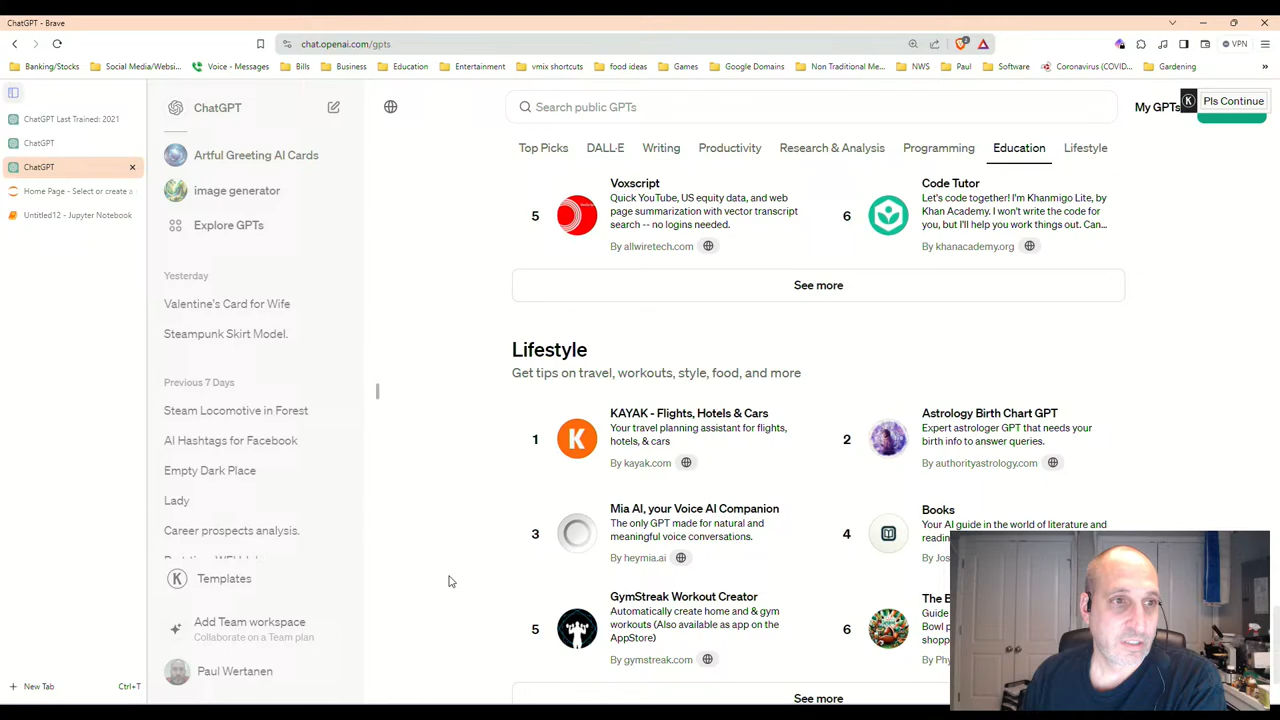 ChatGPT - Brave
chat.openai.com/gpts
2
VPN
Banking/Stocks
Social Media/Websi...
Voice - Messages
Bills
Business
Education
Entertainment
vmix shortcuts
food ideas
Games
Google Domains
Non Traditional Me...
NWS
Paul
Software
Coronavirus (COVID...
Gardening
ChatGPT Last Trained: 2021
ChatGPT
ChatGPT
Home Page - Select or create a
Untitled12 - Jupyter Notebook
New Tab
Ctrl+T
ChatGPT
Artful Greeting AI Cards
image generator
Explore GPTs
Yesterday
Valentine's Card for Wife
Steampunk Skirt Model.
Previous 7 Days
Steam Locomotive in Forest
AI Hashtags for Facebook
Empty Dark Place
Lady
Career prospects analysis.
K
Templates
Add Team workspace
Collaborate on a Team plan
Paul Wertanen
Search public GPTs
My GPTs
K
Pls Continue
Top Picks
DALL·E
Writing
Productivity
Research & Analysis
Programming
Education
Lifestyle
5
Voxscript
Quick YouTube, US equity data, and web
page summarization with vector transcript
search -- no logins needed.
By allwiretech.com
6
Code Tutor
Let's code together! I'm Khanmigo Lite, by
Khan Academy. I won't write the code for
you, but I'll help you work things out. Can...
By khanacademy.org
See more
Lifestyle
Get tips on travel, workouts, style, food, and more
1
K
KAYAK - Flights, Hotels & Cars
Your travel planning assistant for flights,
hotels, & cars
By kayak.com
2
Astrology Birth Chart GPT
Expert astrologer GPT that needs your
birth info to answer queries.
By authorityastrology.com
3
Mia AI, your Voice AI Companion
The only GPT made for natural and
meaningful voice conversations.
By heymia.ai
4
Books
Your AI guide in the world of literature and
By
5
GymStreak Workout Creator
Automatically create home and & gym
workouts (Also available as app on the
AppStore)
By gymstreak.com
6
The
Guide
Bowl
By
See more